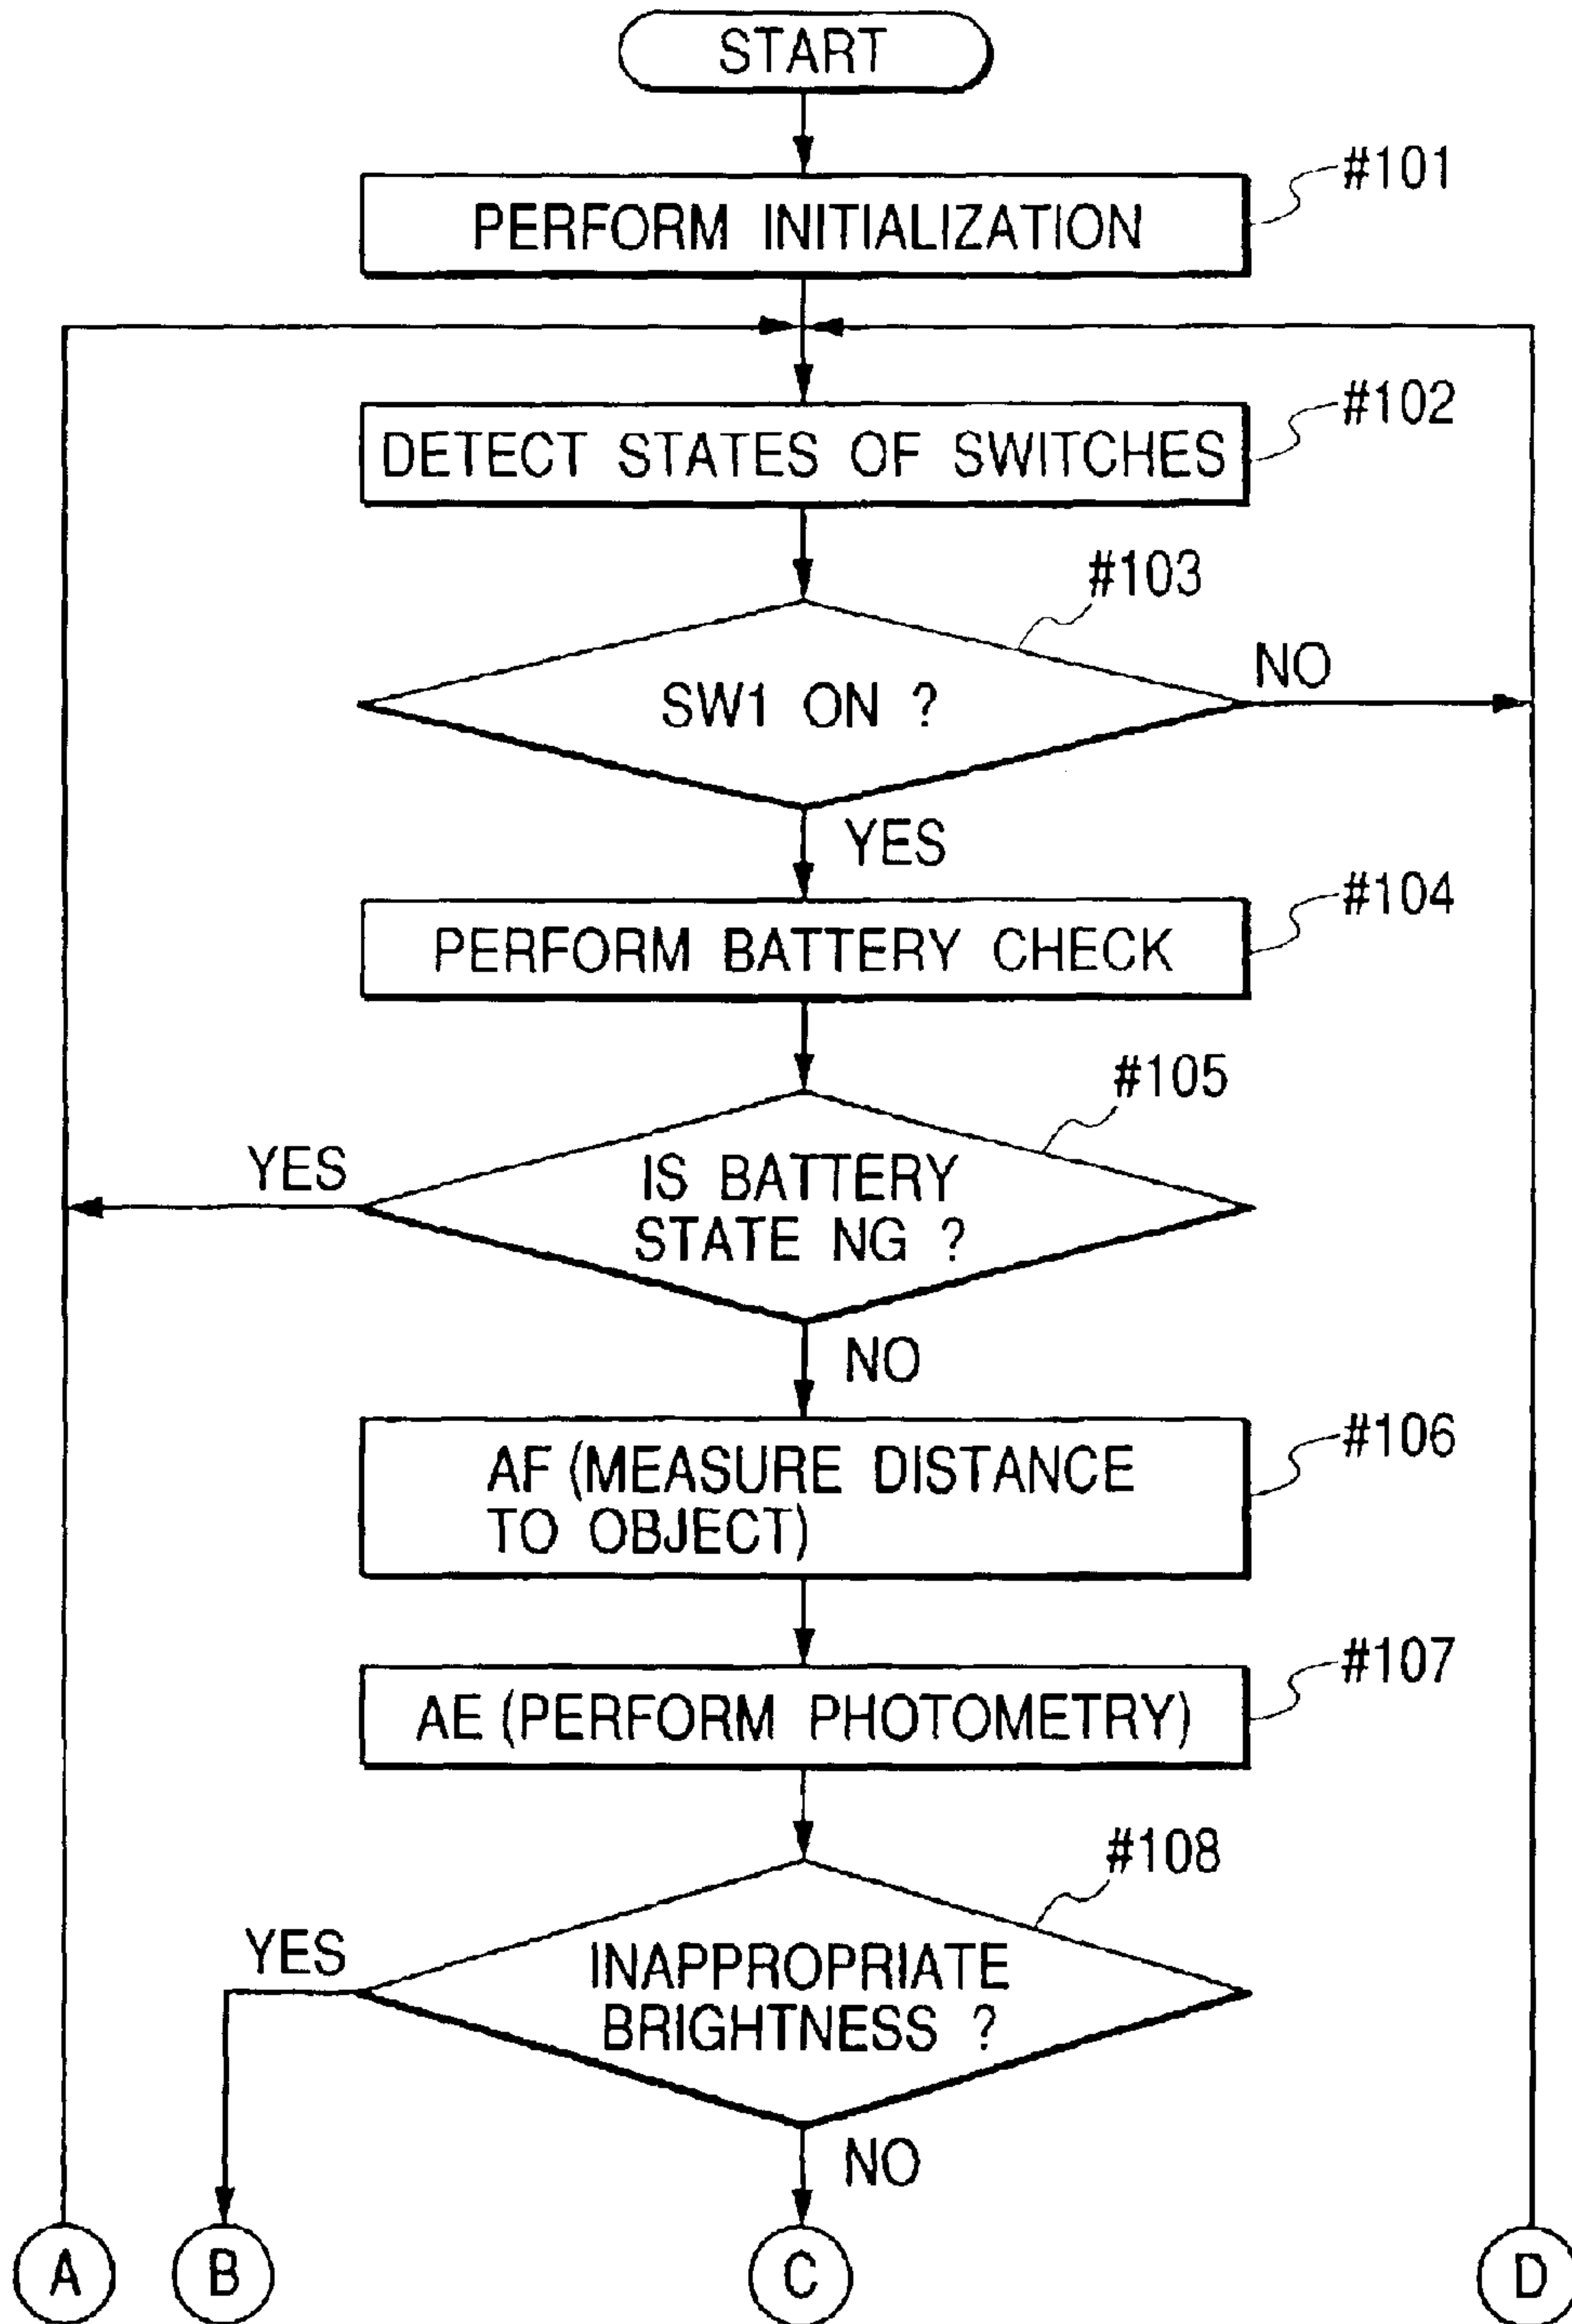 START
#101
PERFORM INITIALIZATION
#102
DETECT STATES OF SWITCHES
#103
SW1 ON ?
NO
YES
#104
PERFORM BATTERY CHECK
#105
YES
IS BATTERY
STATE NG ?
NO
#106
AF (MEASURE DISTANCE
TO OBJECT)
#107
AE (PERFORM PHOTOMETRY)
#108
YES
INAPPROPRIATE
BRIGHTNESS ?
NO
A
B
C
D